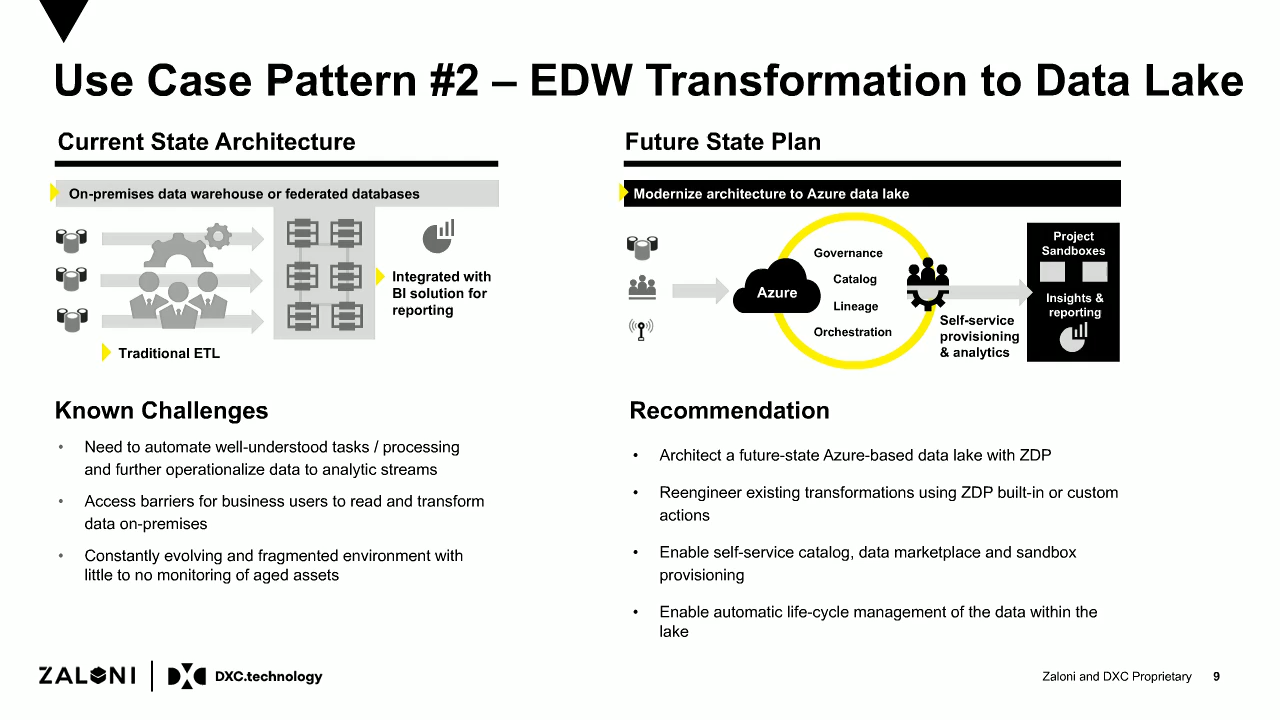 Use Case Pattern #2 – EDW Transformation to Data Lake
Current State Architecture
On-premises data warehouse or federated databases
Integrated with
BI solution for
reporting
Traditional ETL
Known Challenges
• Need to automate well-understood tasks / processing
and further operationalize data to analytic streams
• Access barriers for business users to read and transform
data on-premises
• Constantly evolving and fragmented environment with
little to no monitoring of aged assets
Future State Plan
Modernize architecture to Azure data lake
Azure
Governance
Catalog
Lineage
Orchestration
Self-service
provisioning
& analytics
Project
Sandboxes
Insights &
reporting
Recommendation
• Architect a future-state Azure-based data lake with ZDP
• Reengineer existing transformations using ZDP built-in or custom
actions
• Enable self-service catalog, data marketplace and sandbox
provisioning
• Enable automatic life-cycle management of the data within the
lake
ZALONI
DXC.technology
Zaloni and DXC Proprietary 9